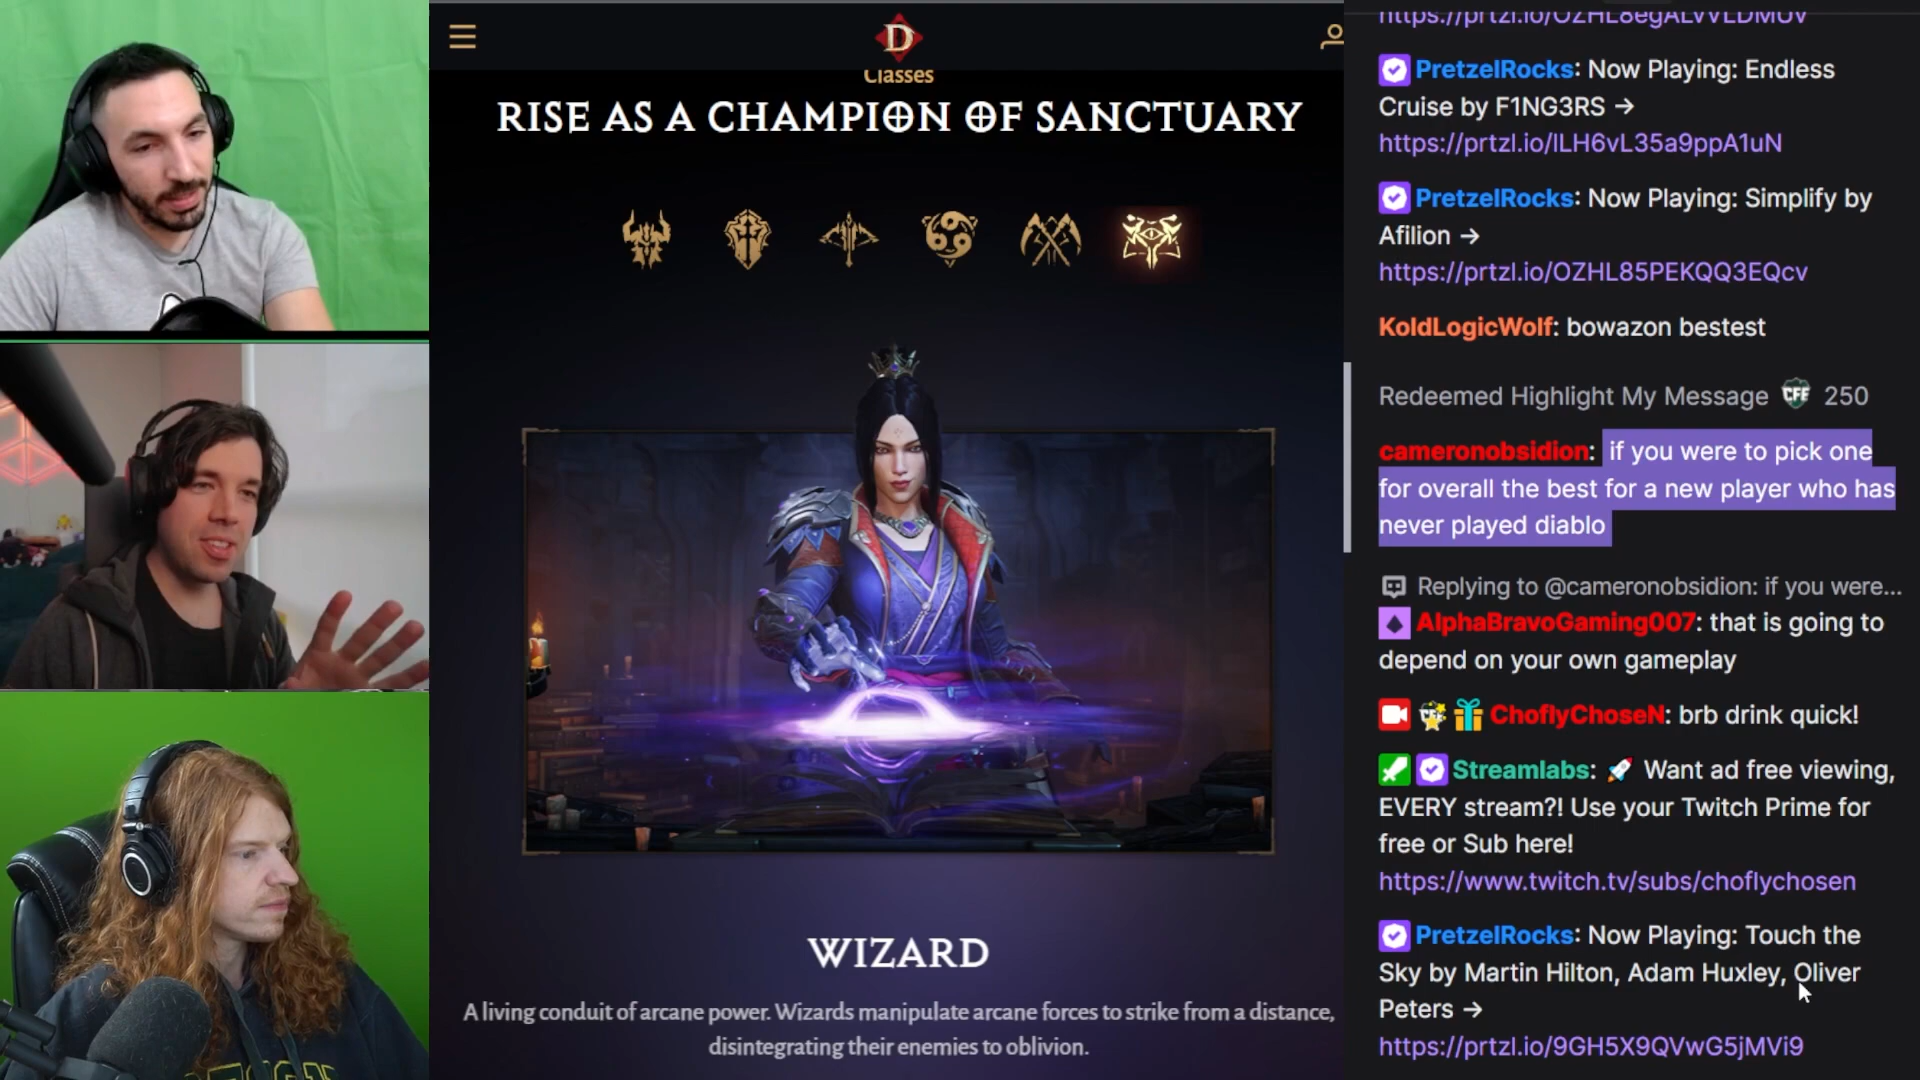 D
Classes
RISE AS A CHAMPION OF SANCTUARY
WIZARD
A living conduit of arcane power. Wizards manipulate arcane forces to strike from a distance,
disintegrating their enemies to oblivion.
PretzelRocks: Now Playing: Endless
Cruise by F1NG3RS →
https://prtzl.io/lLH6vL35a9ppA1uN
PretzelRocks: Now Playing: Simplify by
Afilion →
https://prtzl.io/OZHL85PEKQQ3EQcv
KoldLogicWolf: bowazon bestest
Redeemed Highlight My Message CFE 250
cameronobsidion: if you were to pick one
for overall the best for a new player who has
never played diablo
Replying to @cameronobsidion: if you were...
AlphaBravoGaming007: that is going to
depend on your own gameplay
ChoflyChoseN: brb drink quick!
Streamlabs: 🚀 Want ad free viewing,
EVERY stream?! Use your Twitch Prime for
free or Sub here!
https://www.twitch.tv/subs/choflychosen
PretzelRocks: Now Playing: Touch the
Sky by Martin Hilton, Adam Huxley, Oliver
Peters →
https://prtzl.io/9GH5X9QVwG5jMVi9